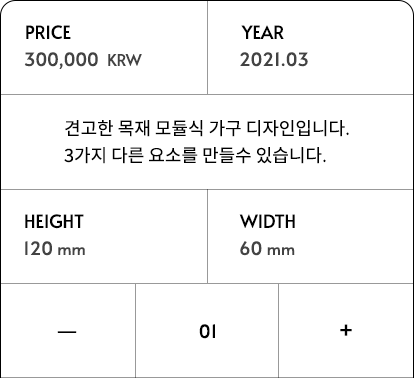 PRICE
YEAR
300,000 KRW
2021.03
견고한 목재 모듈식 가구 디자인입니다.
3가지 다른 요소를 만들수 있습니다.
HEIGHT
WIDTH
120 mm
60 mm
— 01 +